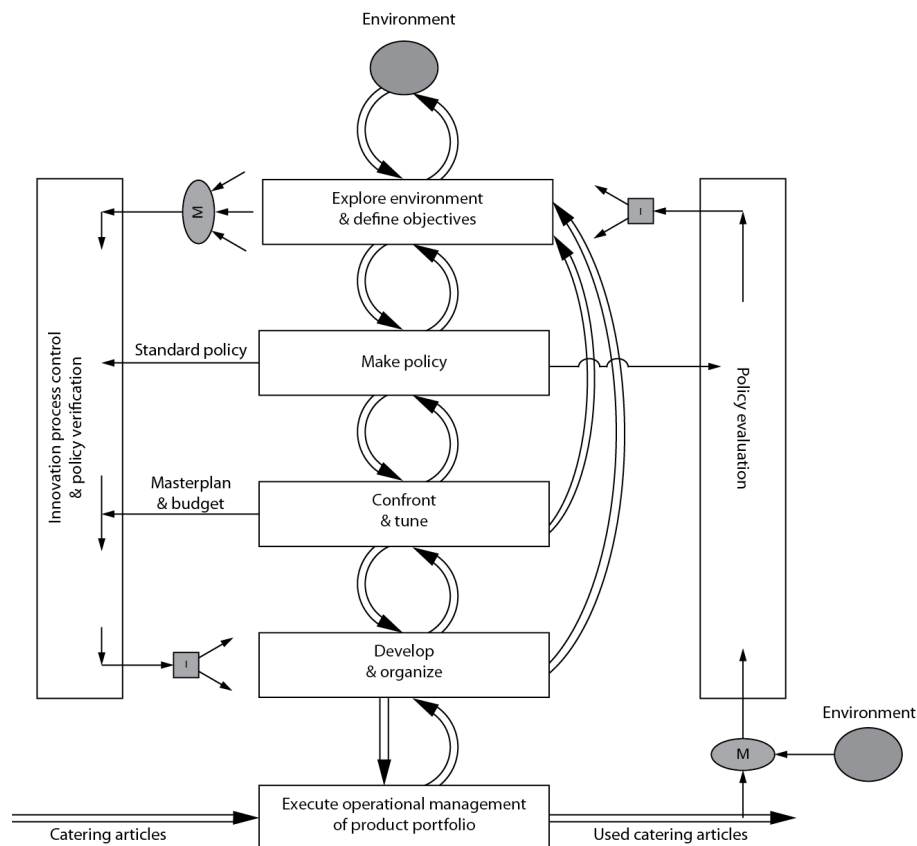 Environment
M
Explore environment
& define objectives
I
Innovation process control
& policy verification
Standard policy
Make policy
Policy evaluation
Masterplan
& budget
Confront
& tune
I
Develop
& organize
Environment
M
Execute operational management
of product portfolio
Catering articles
Used catering articles